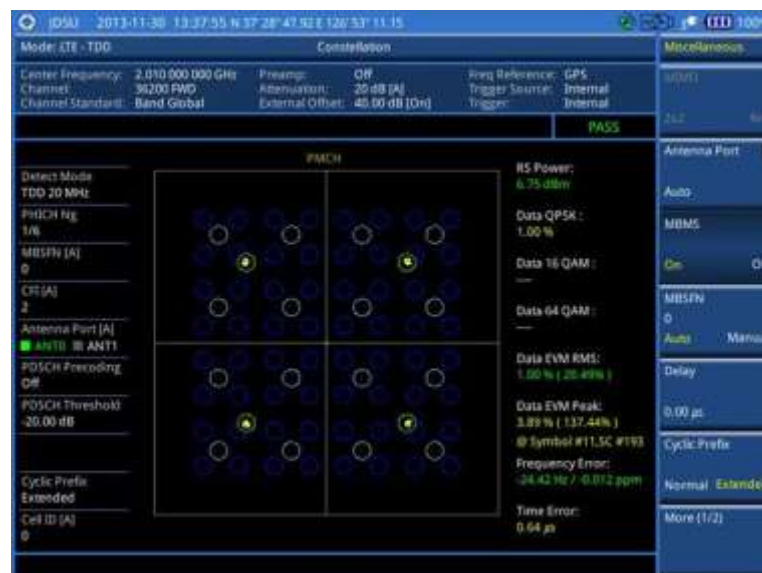 JDSU 2013-11-30 13:37:55 N 37° 28' 47.92 E 126° 53' 11.15 100%
Mode: LTE - TDD Constellation
Center Frequency: 2.010 000 000 GHz
Channel: 36200 FWD
Channel Standard: Band Global
Preamp: Off
Attenuation: 20 dB [A]
External Offset: 40.00 dB [On]
Freq Reference: GPS
Trigger Source: Internal
Trigger: Internal
PASS
PMCH
Detect Mode
TDD 20 MHz
PHICH Ng
1/6
MBSFN [A]
0
CFI [A]
2
Antenna Port [A]
ANT0 ANT1
PDSCH Precoding
Off
PDSCH Threshold
-20.00 dB
Cyclic Prefix
Extended
Cell ID [A]
0
RS Power:
6.75 dBm
Data QPSK :
1.00 %
Data 16 QAM :
---
Data 64 QAM :
---
Data EVM RMS:
1.00 % ( 20.49% )
Data EVM Peak:
3.89 % ( 137.44% )
@ Symbol #11,SC #193
Frequency Error:
-24.42 Hz / -0.012 ppm
Time Error:
0.64 µs
Miscellaneous
MIMO
2x2
Antenna Port
Auto
MBMS
On O
MBSFN
0
Auto Manua
Delay
0.00 µs
Cyclic Prefix
Normal Extende
More (1/2)